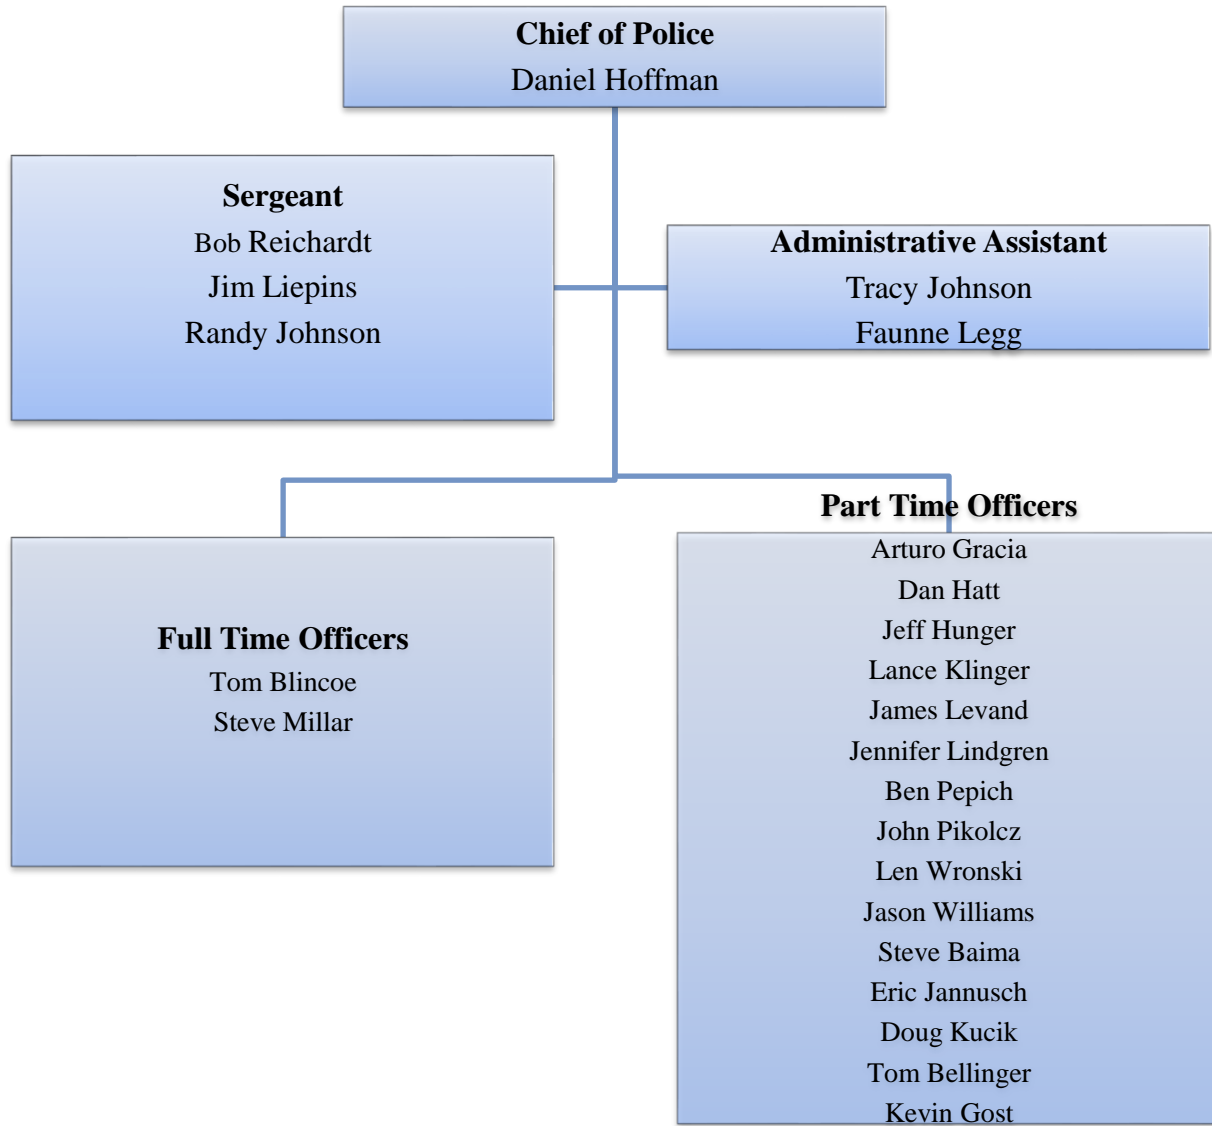 Chief of Police
Daniel Hoffman
Sergeant
Bob Reichardt
Jim Liepins
Randy Johnson
Administrative Assistant
Tracy Johnson
Faunne Legg
Full Time Officers
Tom Blincoe
Steve Millar
Part Time Officers
Arturo Gracia
Dan Hatt
Jeff Hunger
Lance Klinger
James Levand
Jennifer Lindgren
Ben Pepich
John Pikolcz
Len Wronski
Jason Williams
Steve Baima
Eric Jannusch
Doug Kucik
Tom Bellinger
Kevin Gost